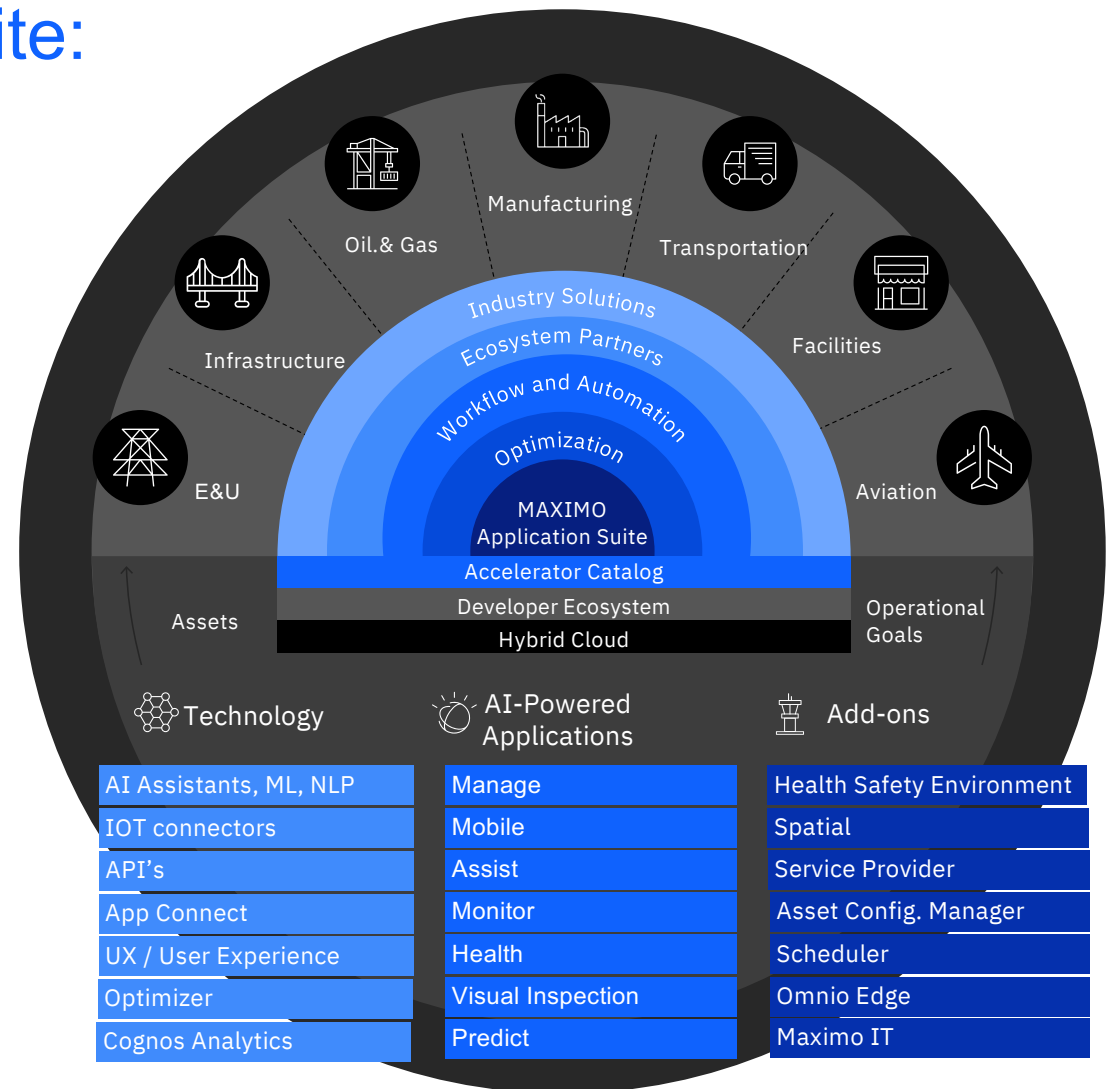 ite:
Manufacturing
Oil.& Gas
Transportation
Infrastructure
Facilities
E&U
Aviation
Industry Solutions
Ecosystem Partners
Workflow and Automation
Optimization
MAXIMO
Application Suite
Accelerator Catalog
Developer Ecosystem
Hybrid Cloud
Assets
Operational
Goals
Technology
AI Assistants, ML, NLP
IOT connectors
API’s
App Connect
UX / User Experience
Optimizer
Cognos Analytics
AI-Powered
Applications
Manage
Mobile
Assist
Monitor
Health
Visual Inspection
Predict
Add-ons
Health Safety Environment
Spatial
Service Provider
Asset Config. Manager
Scheduler
Omnio Edge
Maximo IT